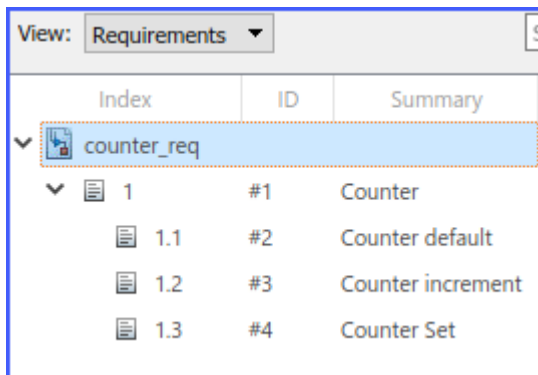 View: Requirements
Index ID Summary
counter_req
1 #1 Counter
1.1 #2 Counter default
1.2 #3 Counter increment
1.3 #4 Counter Set